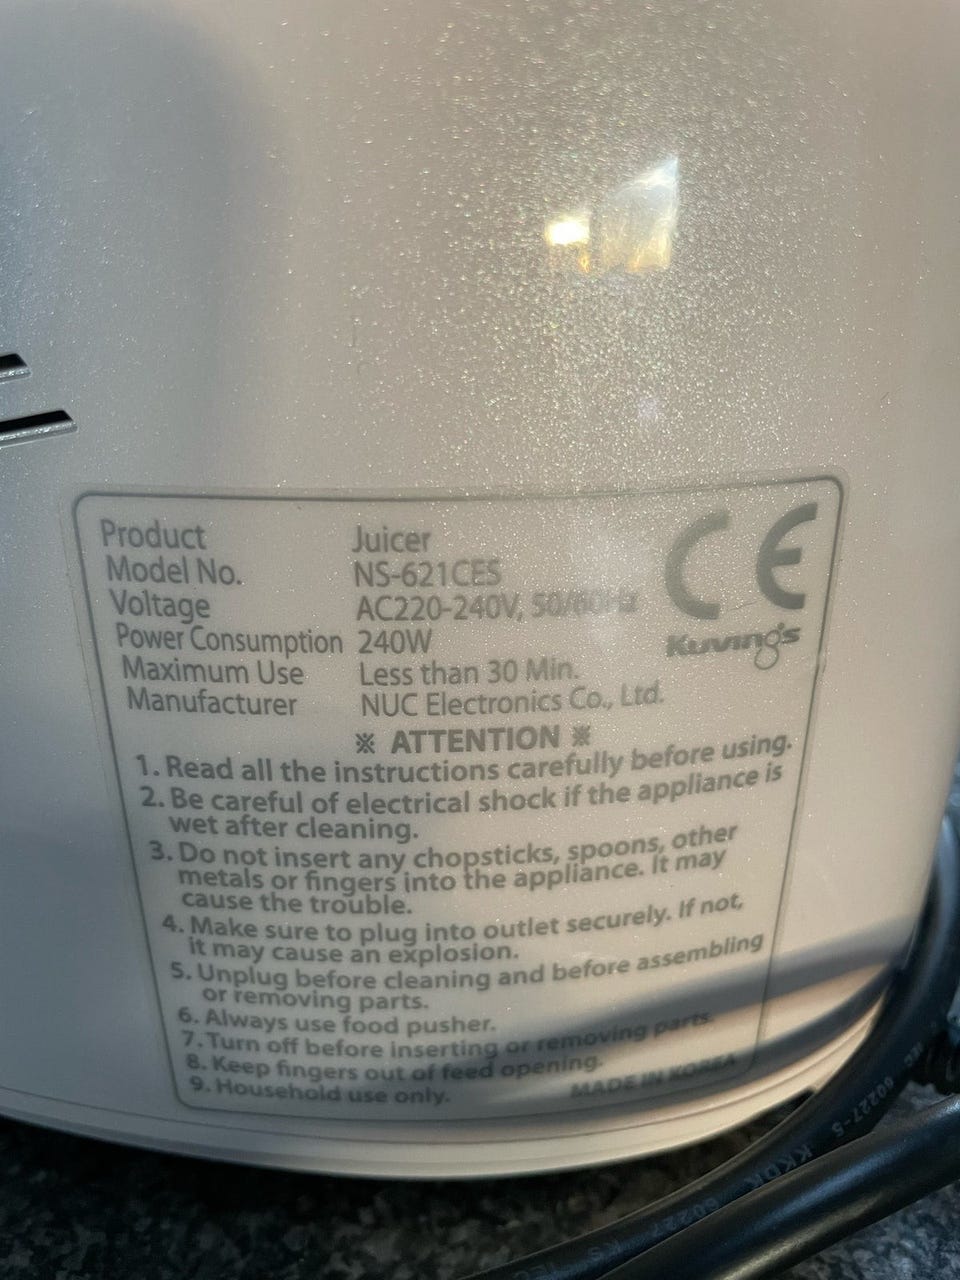 Product Juicer
Model No. NS-621CES
Voltage AC220-240V, 50/60Hz
Power Consumption 240W
Maximum Use Less than 30 Min.
Manufacturer NUC Electronics Co., Ltd.
CE
Kuvings
※ ATTENTION ※
1. Read all the instructions carefully before using.
2. Be careful of electrical shock if the appliance is
wet after cleaning.
3. Do not insert any chopsticks, spoons, other
metals or fingers into the appliance. It may
cause the trouble.
4. Make sure to plug into outlet securely. If not,
it may cause an explosion.
5. Unplug before cleaning and before assembling
or removing parts.
6. Always use food pusher.
7. Turn off before inserting or removing parts.
8. Keep fingers out of feed opening.
9. Household use only.
MADE IN KOREA
60227-5
60227 KS